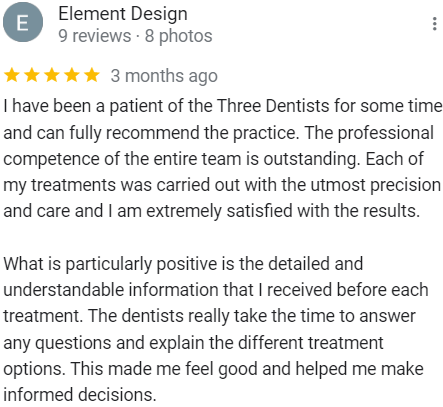 E
Element Design
9 reviews · 8 photos
3 months ago
I have been a patient of the Three Dentists for some time
and can fully recommend the practice. The professional
competence of the entire team is outstanding. Each of
my treatments was carried out with the utmost precision
and care and I am extremely satisfied with the results.
What is particularly positive is the detailed and
understandable information that I received before each
treatment. The dentists really take the time to answer
any questions and explain the different treatment
options. This made me feel good and helped me make
informed decisions.